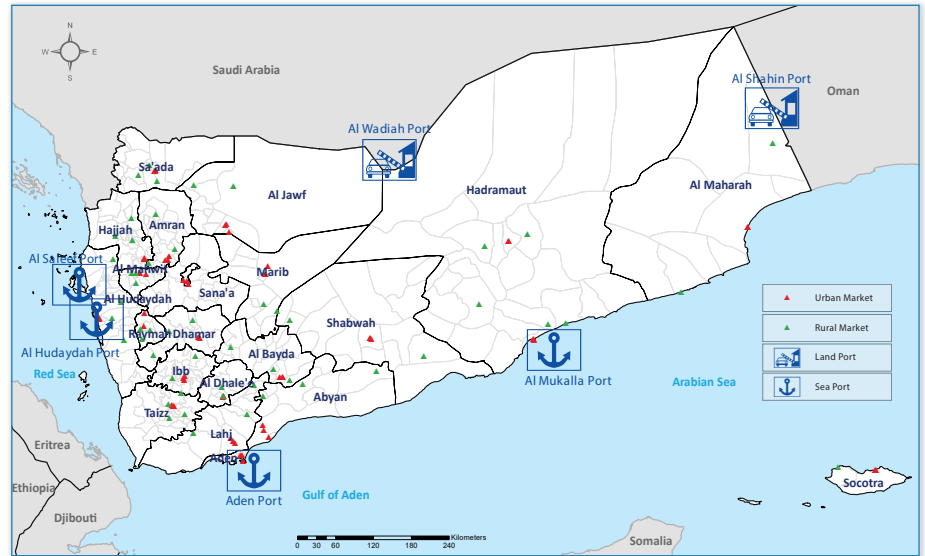 N
W E
S
Saudi Arabia
Al Shahin Port
Oman
Al Wadiah Port
Sa'ada
Al Jawf
Hadramaut
Al Maharah
Hajjah
Amran
Al Saleef Port
Al Mahwit
Marib
Al Hudaydah
Sana'a
Urban Market
Rural Market
Land Port
Sea Port
Raymah
Dhamar
Shabwah
Al Hudaydah Port
Al Bayda
Red Sea
Ibb
Al Dhale'e
Al Mukalla Port
Arabian Sea
Abyan
Taizz
Lahj
Eritrea
Aden
Socotra
Ethiopia
Aden Port
Gulf of Aden
Djibouti
Kilometers
0 30 60 120 180 240
Somalia